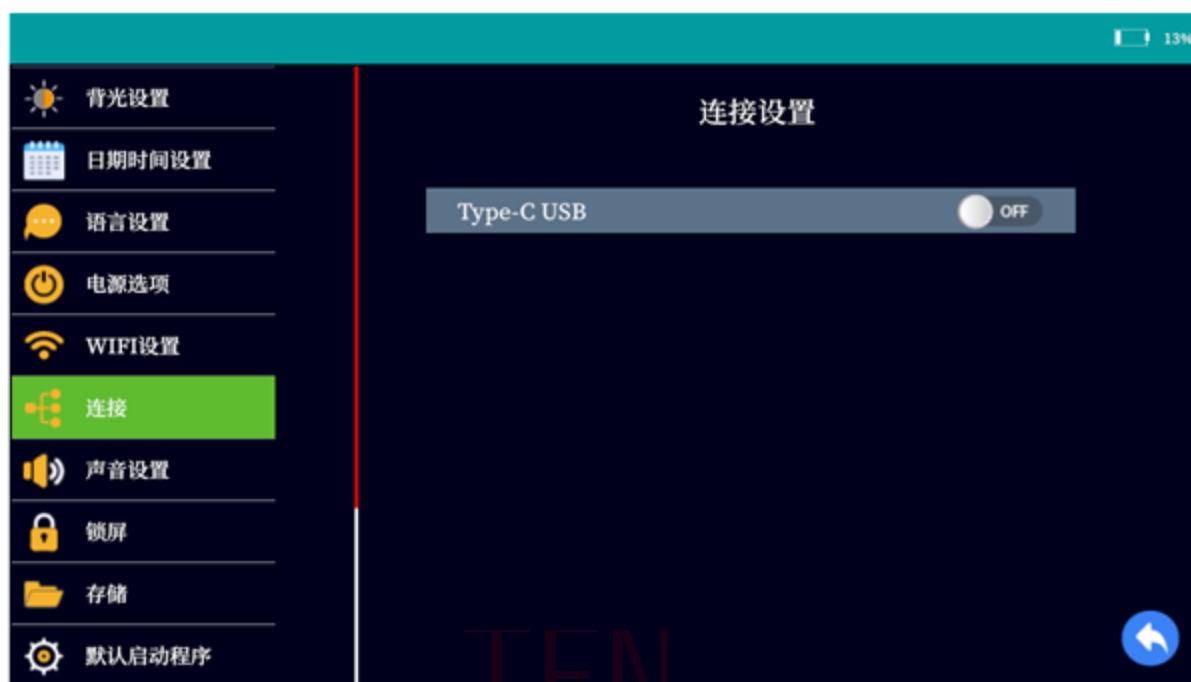 13%
背光设置
日期时间设置
语言设置
电源选项
WIFI设置
连接
声音设置
锁屏
存储
默认启动程序
连接设置
Type-C USB
OFF
TEN